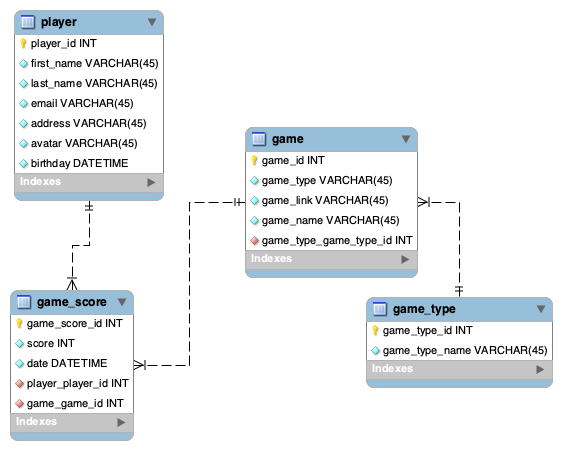 player
player_id INT
first_name VARCHAR(45)
last_name VARCHAR(45)
email VARCHAR(45)
address VARCHAR(45)
avatar VARCHAR(45)
birthday DATETIME
Indexes
game
game_id INT
game_type VARCHAR(45)
game_link VARCHAR(45)
game_name VARCHAR(45)
game_type_game_type_id INT
Indexes
game_score
game_score_id INT
score INT
date DATETIME
player_player_id INT
game_game_id INT
Indexes
game_type
game_type_id INT
game_type_name VARCHAR(45)
Indexes